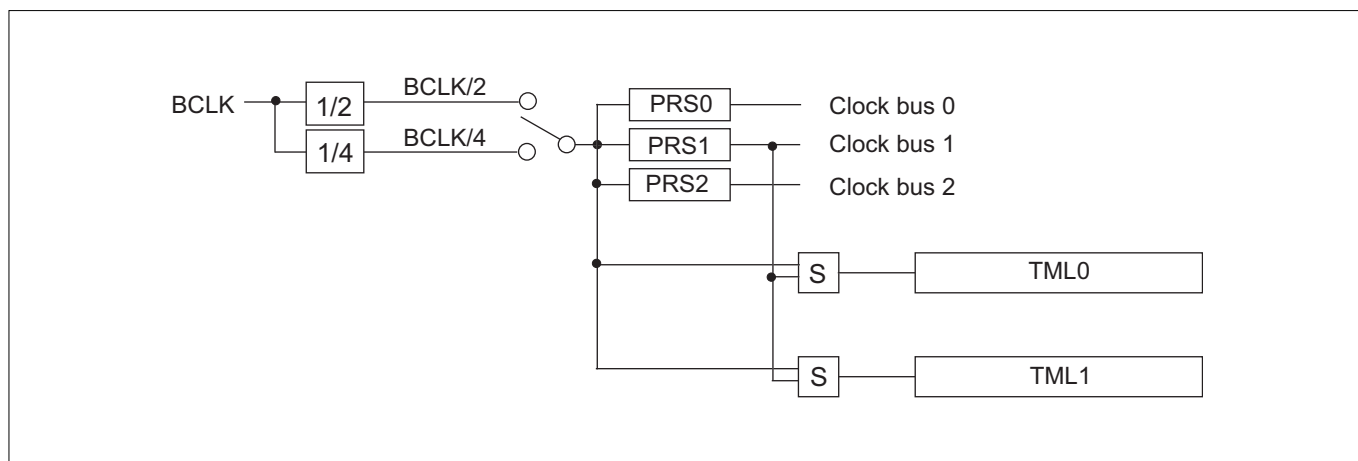 BCLK
1/2
BCLK/2
1/4
BCLK/4
PRS0
Clock bus 0
PRS1
Clock bus 1
PRS2
Clock bus 2
S
TML0
S
TML1